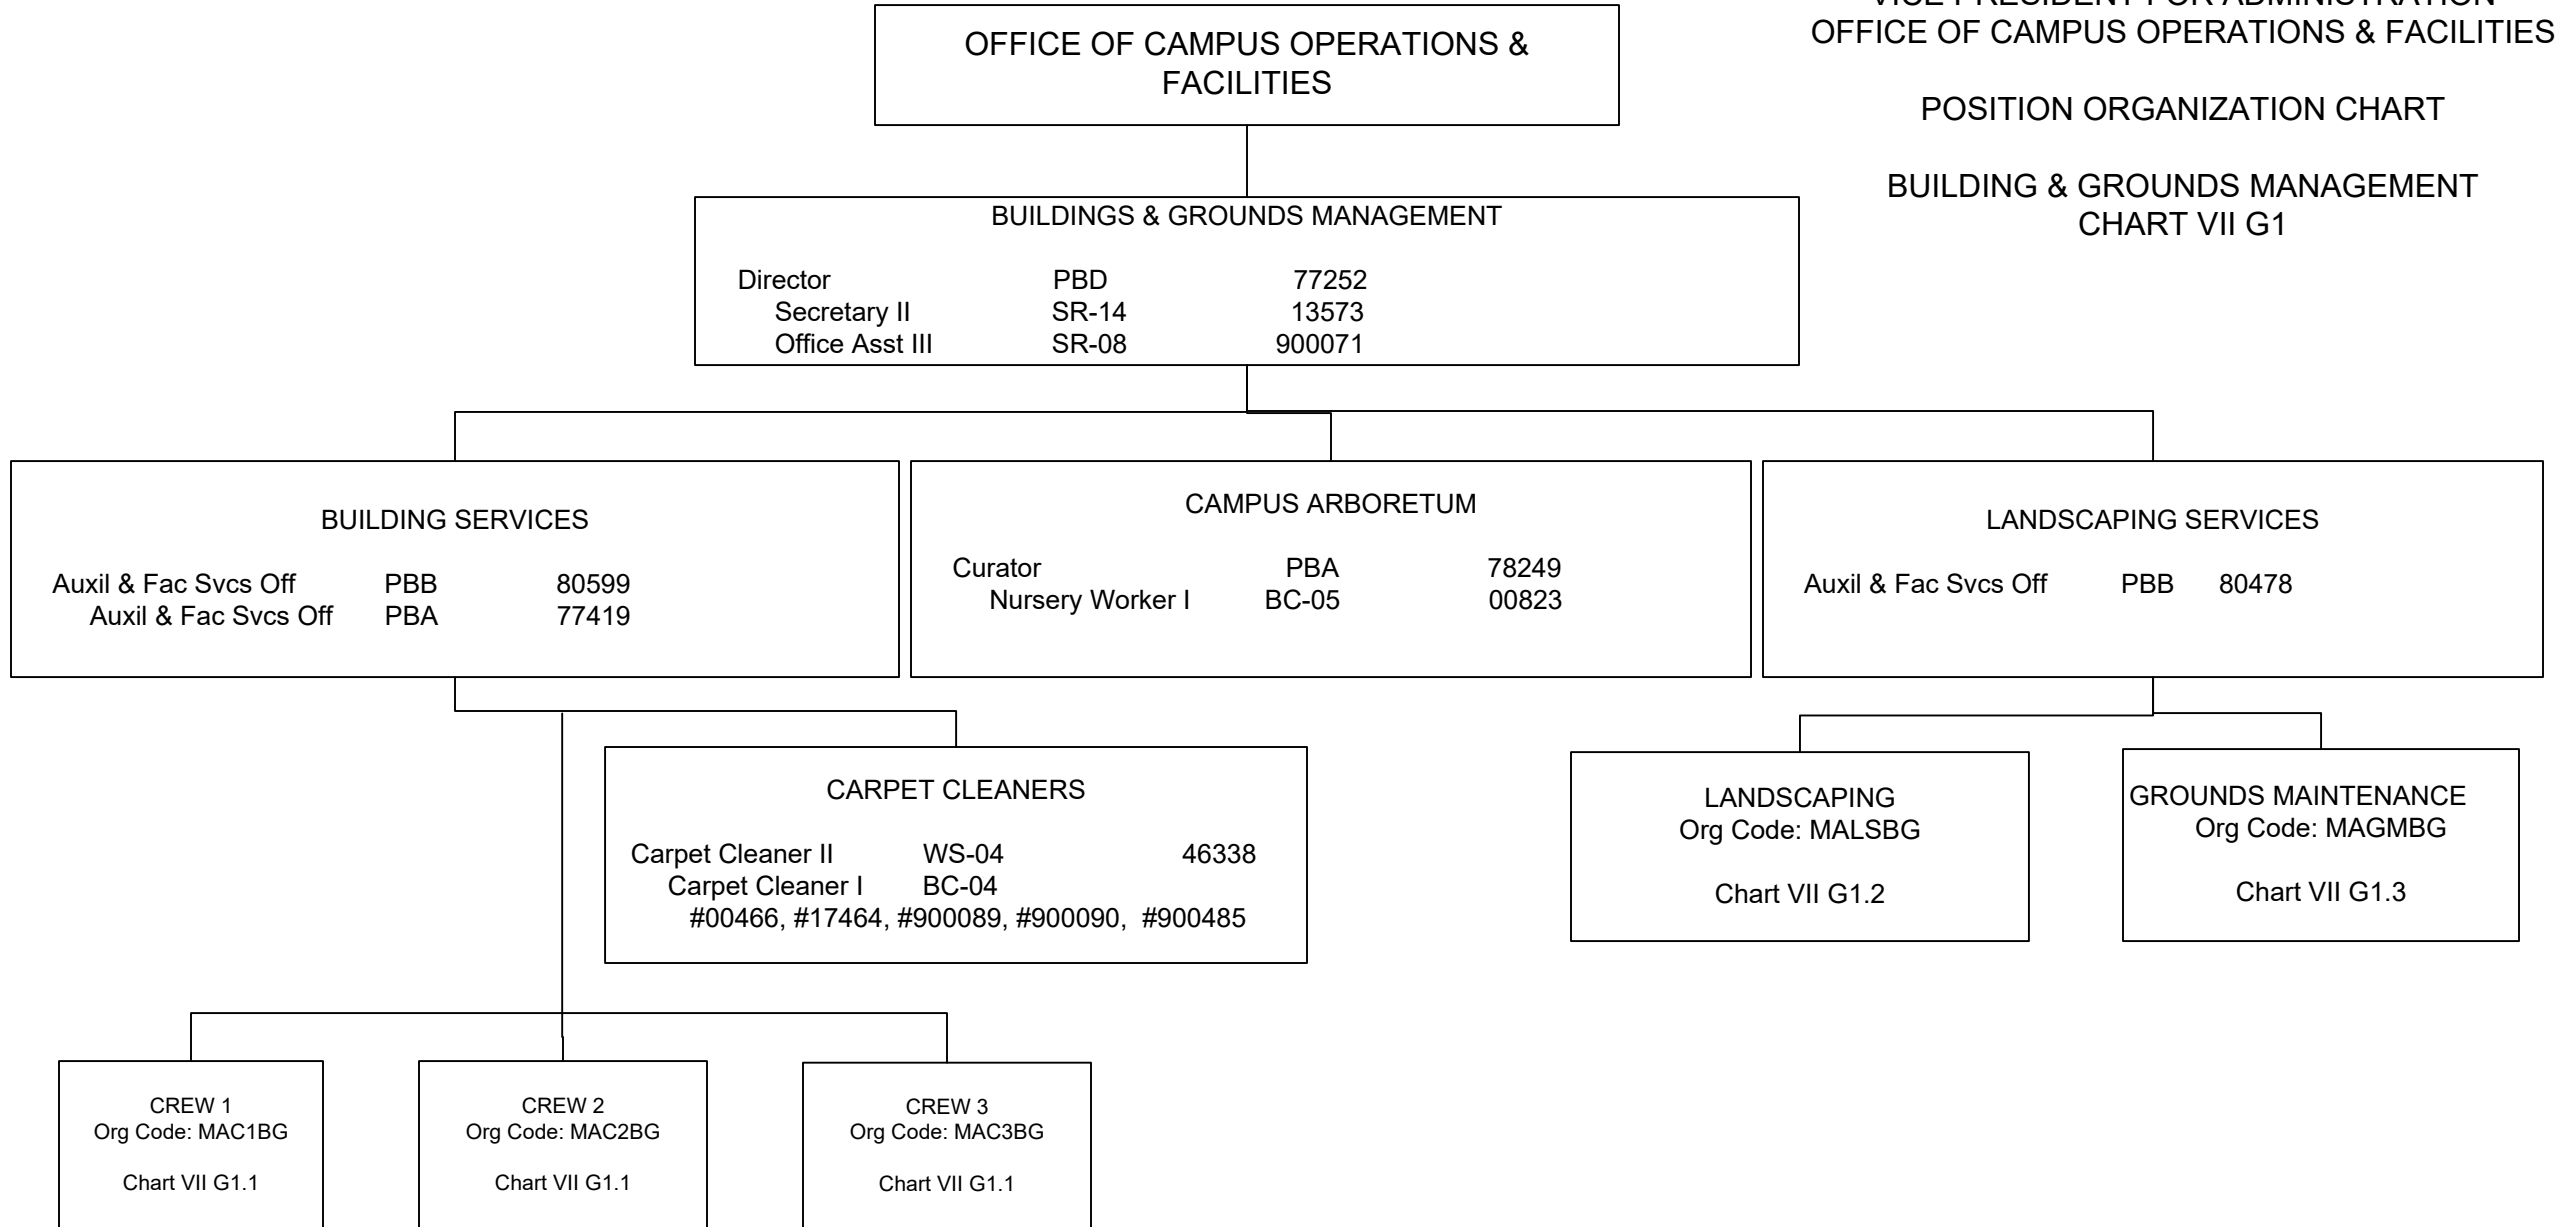 VICE PRESIDENT FOR ADMINISTRATION
OFFICE OF CAMPUS OPERATIONS & FACILITIES
POSITION ORGANIZATION CHART
BUILDING & GROUNDS MANAGEMENT
CHART VII G1
OFFICE OF CAMPUS OPERATIONS &
FACILITIES
BUILDINGS & GROUNDS MANAGEMENT
Director PBD 77252
Secretary II SR-14 13573
Office Asst III SR-08 900071
BUILDING SERVICES
Auxil & Fac Svcs Off PBB 80599
Auxil & Fac Svcs Off PBA 77419
CAMPUS ARBORETUM
Curator PBA 78249
Nursery Worker I BC-05 00823
LANDSCAPING SERVICES
Auxil & Fac Svcs Off PBB 80478
CARPET CLEANERS
Carpet Cleaner II WS-04 46338
Carpet Cleaner I BC-04
#00466, #17464, #900089, #900090, #900485
LANDSCAPING
Org Code: MALSBG
Chart VII G1.2
GROUNDS MAINTENANCE
Org Code: MAGMBG
Chart VII G1.3
CREW 1
Org Code: MAC1BG
Chart VII G1.1
CREW 2
Org Code: MAC2BG
Chart VII G1.1
CREW 3
Org Code: MAC3BG
Chart VII G1.1